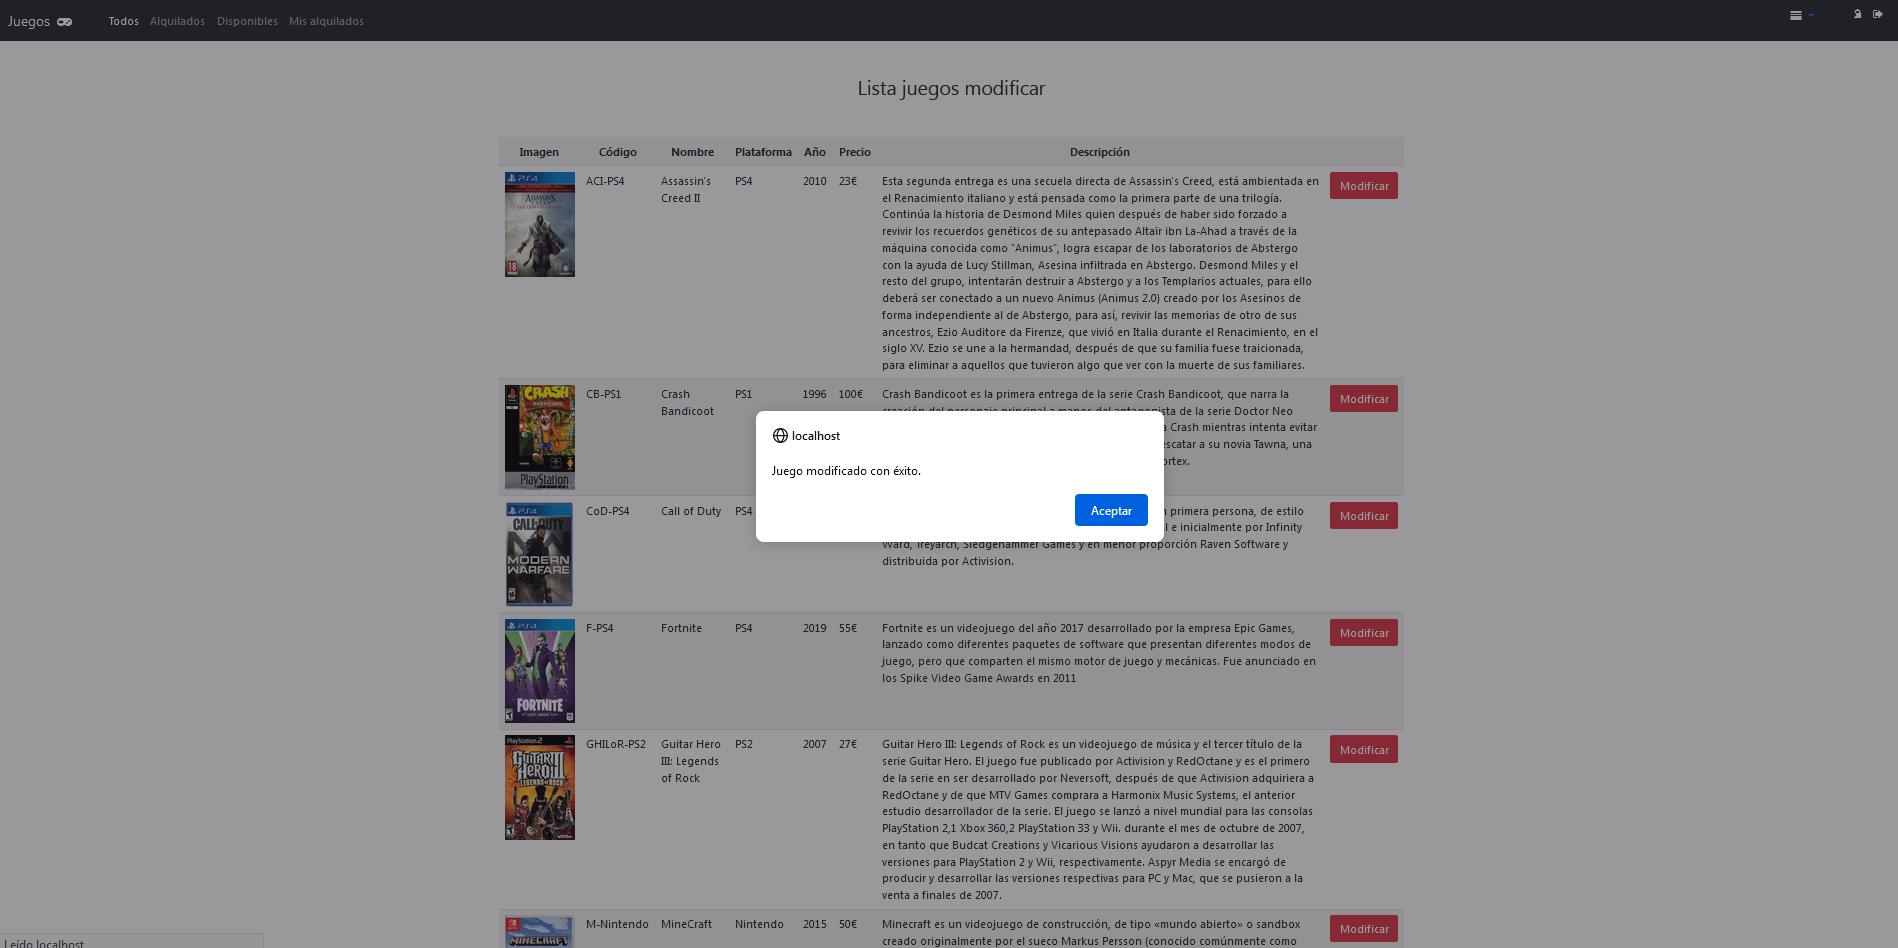 Juegos Todos Alquilados Disponibles Mis alquilados
Lista juegos modificar
Imagen Código Nombre Plataforma Año Precio Descripción
ACI-PS4 Assassin's Creed II PS4 2010 23€
Esta segunda entrega es una secuela directa de Assassin's Creed, está ambientada en
el Renacimiento italiano y está pensada como la primera parte de una trilogía.
Continúa la historia de Desmond Miles quien después de haber sido forzado a
revivir los recuerdos genéticos de su antepasado Altaïr ibn La-Ahad a través de la
máquina conocida como "Animus", logra escapar de los laboratorios de Abstergo
con la ayuda de Lucy Stillman, Asesina infiltrada en Abstergo. Desmond Miles y el
resto del grupo, intentarán destruir a Abstergo y a los Templarios actuales, para ello
deberá ser conectado a un nuevo Animus (Animus 2.0) creado por los Asesinos de
forma independiente al de Abstergo, para así, revivir las memorias de otro de sus
ancestros, Ezio Auditore da Firenze, que vivió en Italia durante el Renacimiento, en el
siglo XV. Ezio se une a la hermandad, después de que su familia fuese traicionada,
para eliminar a aquellos que tuvieron algo que ver con la muerte de sus familiares.
Modificar
CB-PS1 Crash Bandicoot PS1 1996 100€
Crash Bandicoot es la primera entrega de la serie Crash Bandicoot, que narra la
creación del personaje principal a manos del antagonista de la serie Doctor Neo
a Crash mientras intenta evitar
escatar a su novia Tawna, una
ortex.
Modificar
localhost
Juego modificado con éxito.
Aceptar
CoD-PS4 Call of Duty PS4
primera persona, de estilo
l e inicialmente por Infinity
Ward, Treyarch, Sledgehammer Games y en menor proporción Raven Software y
distribuida por Activision.
Modificar
CALL OF DUTY
MODERN
WARFARE
F-PS4 Fortnite PS4 2019 55€
Fortnite es un videojuego del año 2017 desarrollado por la empresa Epic Games,
lanzado como diferentes paquetes de software que presentan diferentes modos de
juego, pero que comparten el mismo motor de juego y mecánicas. Fue anunciado en
los Spike Video Game Awards en 2011
Modificar
FORTNITE
GHILoR-PS2 Guitar Hero III: Legends of Rock PS2 2007 27€
Guitar Hero III: Legends of Rock es un videojuego de música y el tercer título de la
serie Guitar Hero. El juego fue publicado por Activision y RedOctane y es el primero
de la serie en ser desarrollado por Neversoft, después de que Activision adquiriera a
RedOctane y de que MTV Games comprara a Harmonix Music Systems, el anterior
estudio desarrollador de la serie. El juego se lanzó a nivel mundial para las consolas
PlayStation 2,1 Xbox 360,2 PlayStation 33 y Wii. durante el mes de octubre de 2007,
en tanto que Budcat Creations y Vicarious Visions ayudaron a desarrollar las
versiones para PlayStation 2 y Wii, respectivamente. Aspyr Media se encargó de
producir y desarrollar las versiones respectivas para PC y Mac, que se pusieron a la
venta a finales de 2007.
Modificar
M-Nintendo MineCraft Nintendo 2015 50€
Minecraft es un videojuego de construcción, de tipo «mundo abierto» o sandbox
creado originalmente por el sueco Markus Persson (conocido comúnmente como
Modificar
MINECRAFT
Leído localhost